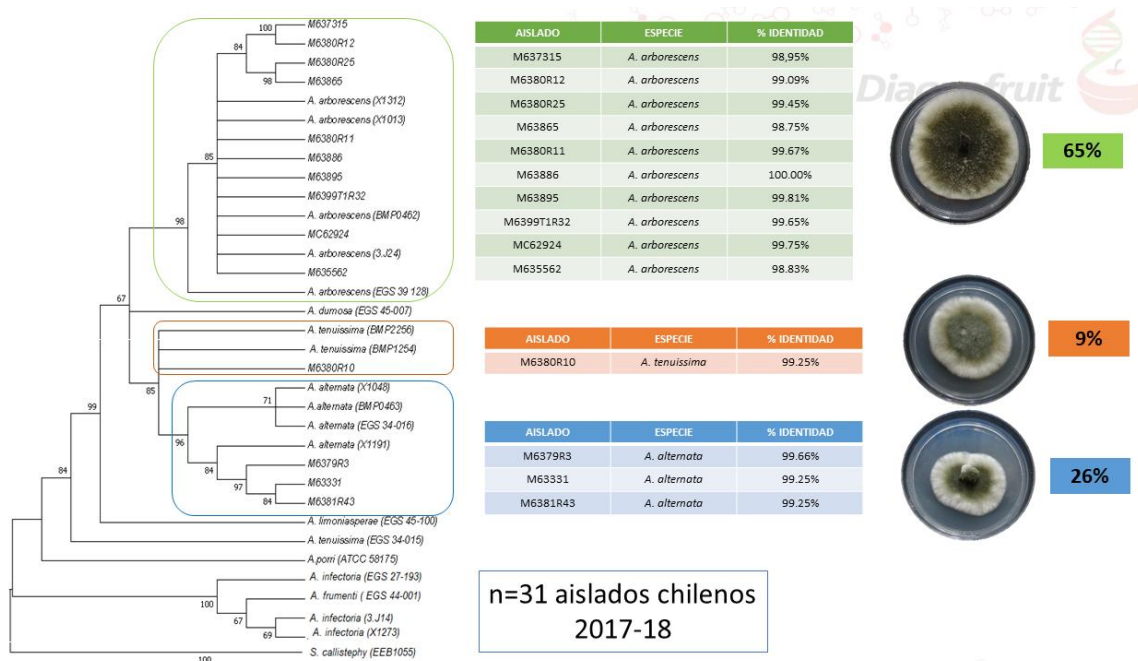 M637315
M6380R12
M6380R25
M63865
A. arborescens (X1312)
A. arborescens (X1013)
M6380R11
M63886
M63895
M6399T1R32
A. arborescens (BMP0462)
MC62924
A. arborescens (3.J24)
M635562
A. arborescens (EGS 39 128)
A. dumosa (EGS 45-007)
A. tenuissima (BMP2256)
A. tenuissima (BMP1254)
M6380R10
A. alternata (X1048)
A.alternata (BMP0463)
A. alternata (EGS 34-016)
A. alternata (X1191)
M6379R3
M63331
M6381R43
A. limoniasperae (EGS 45-100)
A. tenuissima (EGS 34-015)
A.porri (ATCC 58175)
A. infectoria (EGS 27-193)
A. frumenti ( EGS 44-001)
A. infectoria (3.J14)
A. infectoria (X1273)
S. callistephy (EEB1055)
100
84
98
85
98
67
85
71
96
84
97
84
99
84
100
67
69
100
AISLADO ESPECIE % IDENTIDAD
M637315 A. arborescens 98,95%
M6380R12 A. arborescens 99.09%
M6380R25 A. arborescens 99.45%
M63865 A. arborescens 98.75%
M6380R11 A. arborescens 99.67%
M63886 A. arborescens 100.00%
M63895 A. arborescens 99.81%
M6399T1R32 A. arborescens 99.65%
MC62924 A. arborescens 99.75%
M635562 A. arborescens 98.83%
65%
AISLADO ESPECIE % IDENTIDAD
M6380R10 A. tenuissima 99.25%
9%
AISLADO ESPECIE % IDENTIDAD
M6379R3 A. alternata 99.66%
M63331 A. alternata 99.25%
M6381R43 A. alternata 99.25%
26%
n=31 aislados chilenos
2017-18